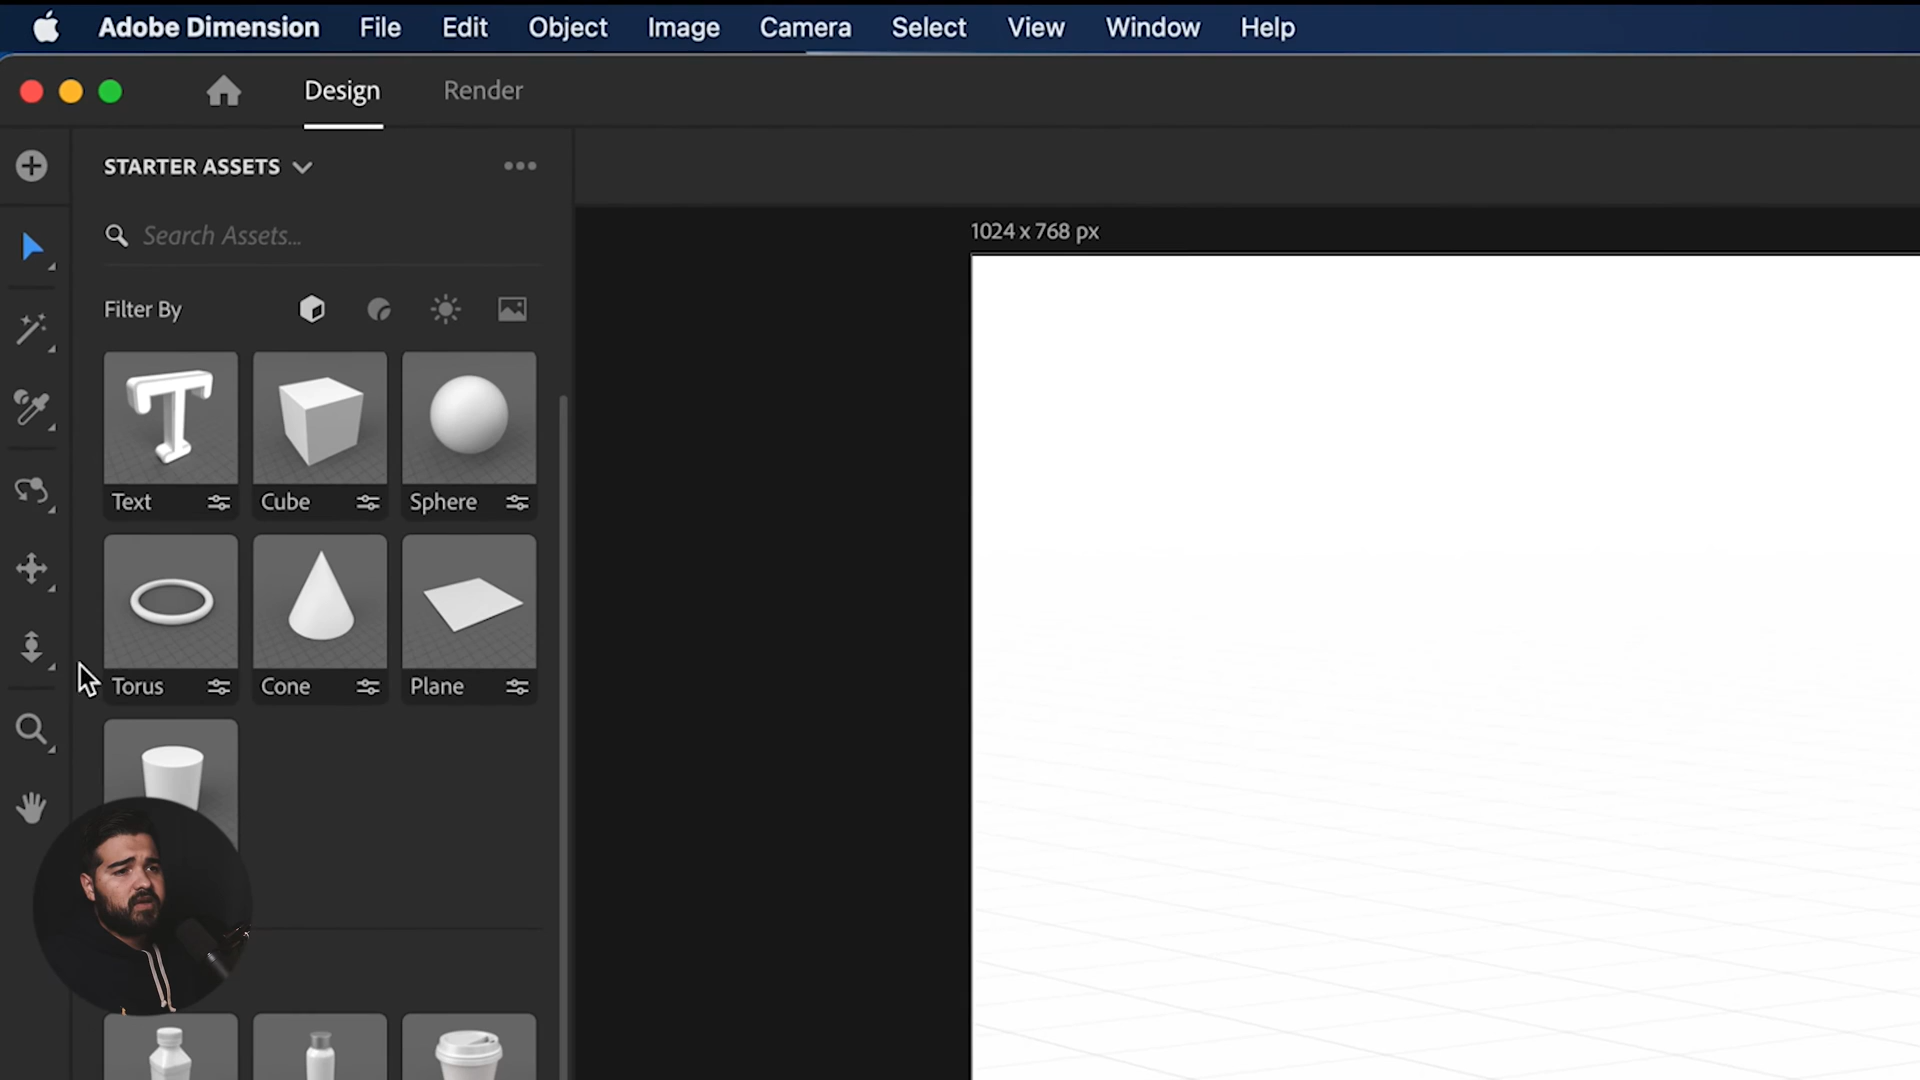 Adobe Dimension File Edit Object Image Camera Select View Window Help
Design Render
STARTER ASSETS
Search Assets...
1024 x 768 px
Filter By
Text Cube Sphere
Torus Cone Plane